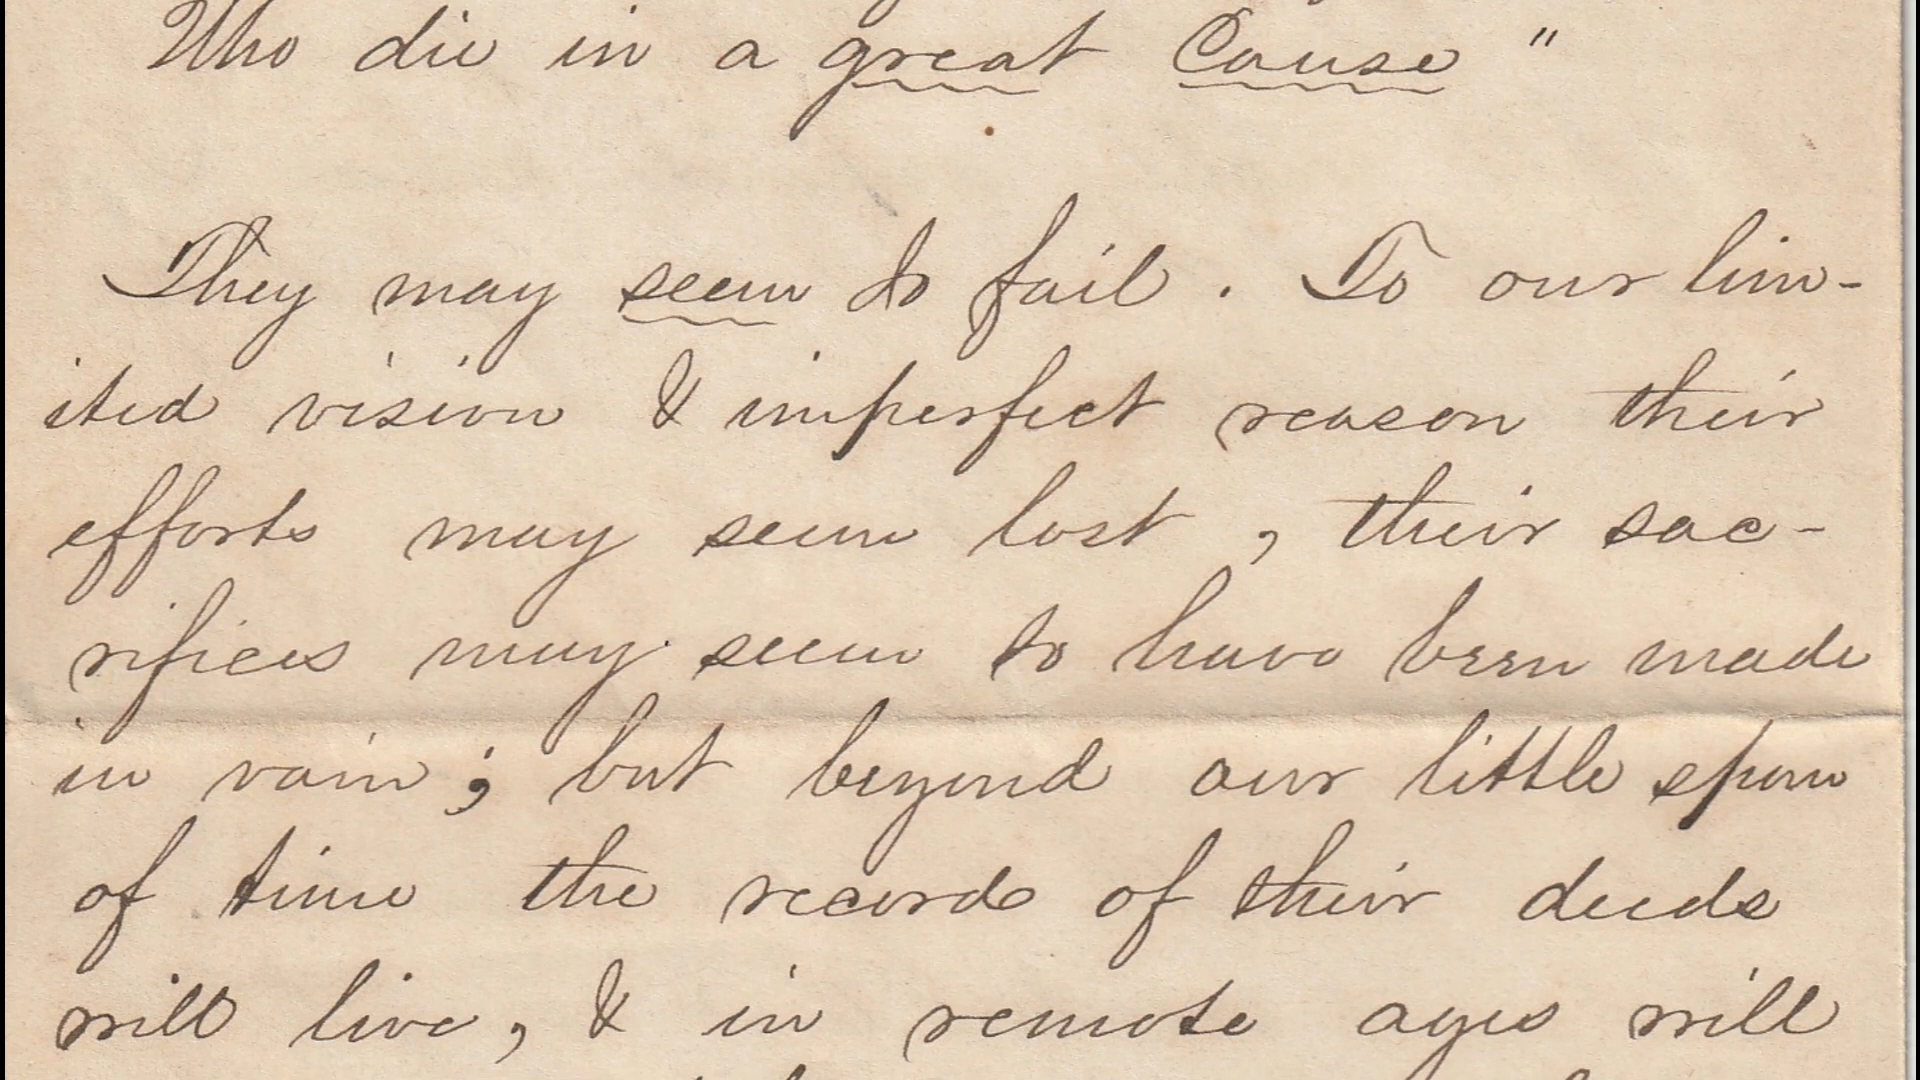 Who die in a great Cause "
They may seem to fail . To our lim-
ited vision & imperfect reason their
efforts may seem lost , their sac-
rifices may seem to have been made
in vain ; but beyond our little span
of time the records of their deeds
will live , & in remote ages will